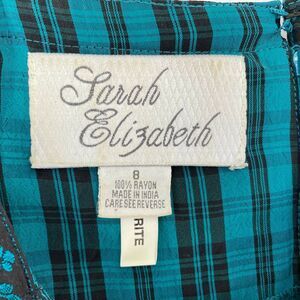 Sarah
Elizabeth
8
100% RAYON
MADE IN INDIA
CARE SEE REVERSE
RITE